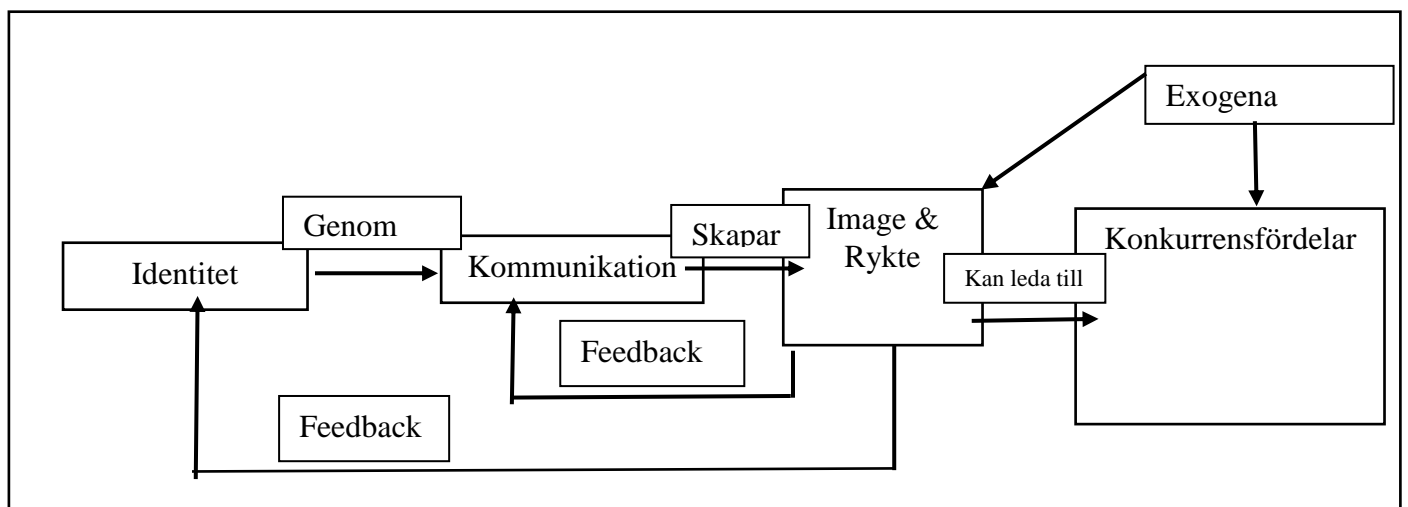 Exogena
Genom
Skapar
Image &
Rykte
Konkurrensfördelar
Identitet
Kommunikation
Kan leda till
Feedback
Feedback